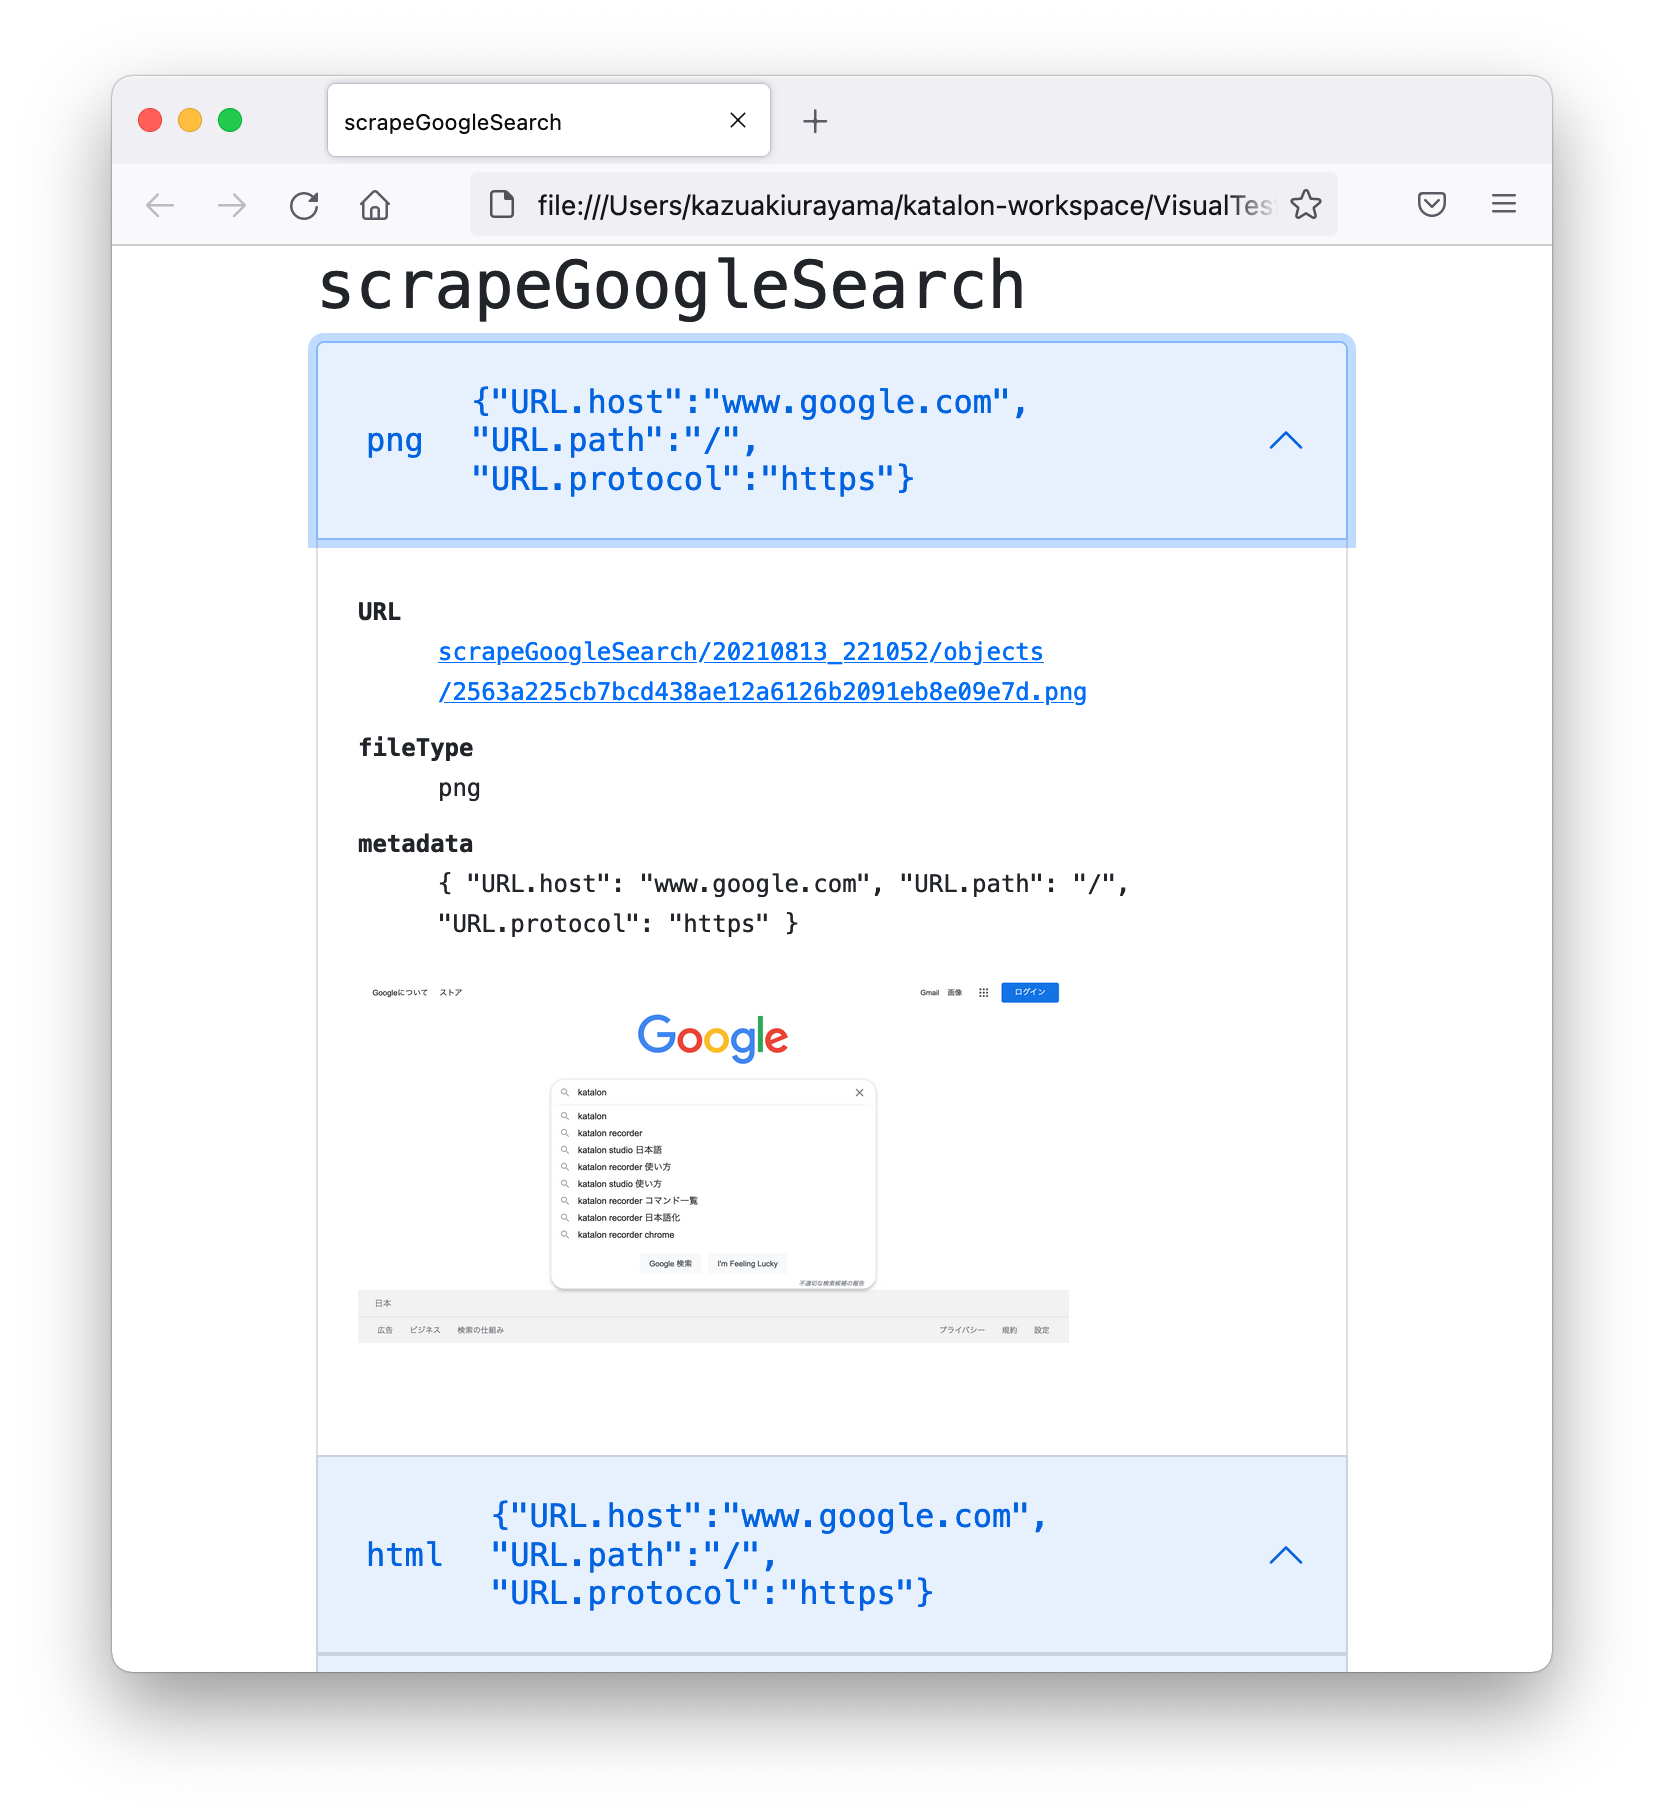 scrapeGoogleSearch
file:///Users/kazuakiurayama/katalon-workspace/VisualTes
scrapeGoogleSearch
png
{"URL.host":"www.google.com",
"URL.path":"/",
"URL.protocol":"https"}
URL
scrapeGoogleSearch/20210813_221052/objects
/2563a225cb7bcd438ae12a6126b2091eb8e09e7d.png
fileType
png
metadata
{ "URL.host": "www.google.com", "URL.path": "/",
"URL.protocol": "https" }
Googleについて ストア Gmail 画像 ログイン
Google
katalon
katalon
katalon recorder
katalon studio 日本語
katalon recorder 使い方
katalon studio 使い方
katalon recorder コマンド一覧
katalon recorder 日本語化
katalon recorder chrome
Google 検索 I'm Feeling Lucky
不適切な検索候補の報告
日本
広告 ビジネス 検索の仕組み プライバシー 規約 設定
html
{"URL.host":"www.google.com",
"URL.path":"/",
"URL.protocol":"https"}